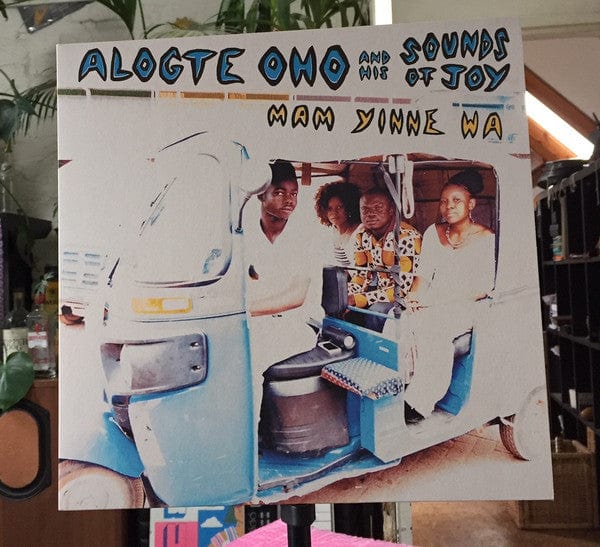 ALOGTE OHO AND HIS SOUNDS OF JOY
MAM YINNE WA